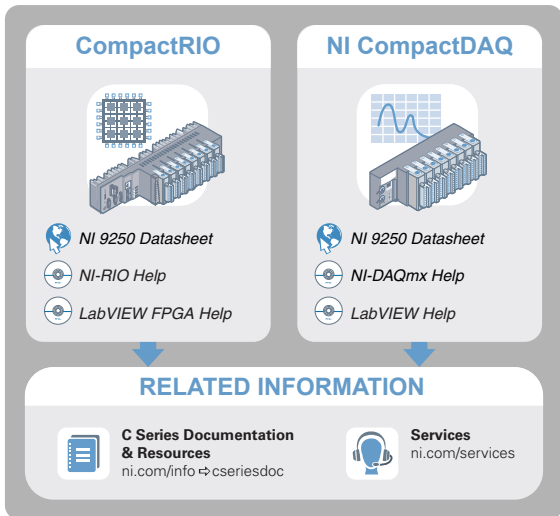 CompactRIO
NI 9250 Datasheet
NI-RIO Help
LabVIEW FPGA Help
NI CompactDAQ
NI 9250 Datasheet
NI-DAQmx Help
LabVIEW Help
RELATED INFORMATION
C Series Documentation
& Resources
ni.com/info ⇨ cseriesdoc
Services
ni.com/services